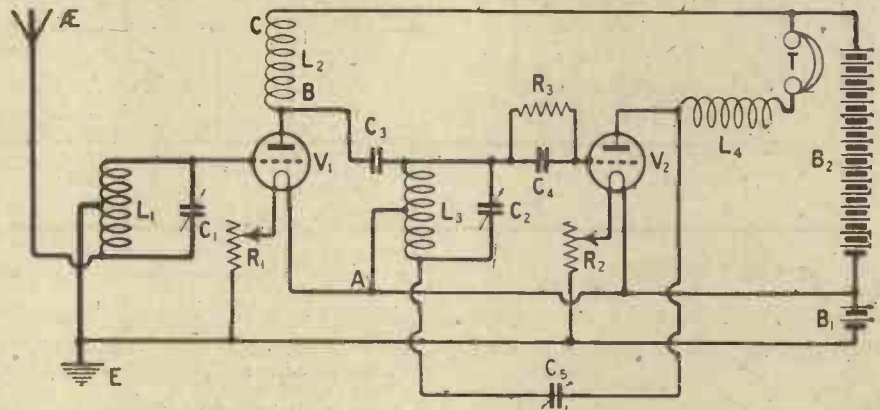 Æ
C
L₂
B
T
R₃
C₃
V₁
C₄
V₂
L₄
B₂
L₁
C₁
R₁
L₃
C₂
R₂
A
B₁
E
C₅